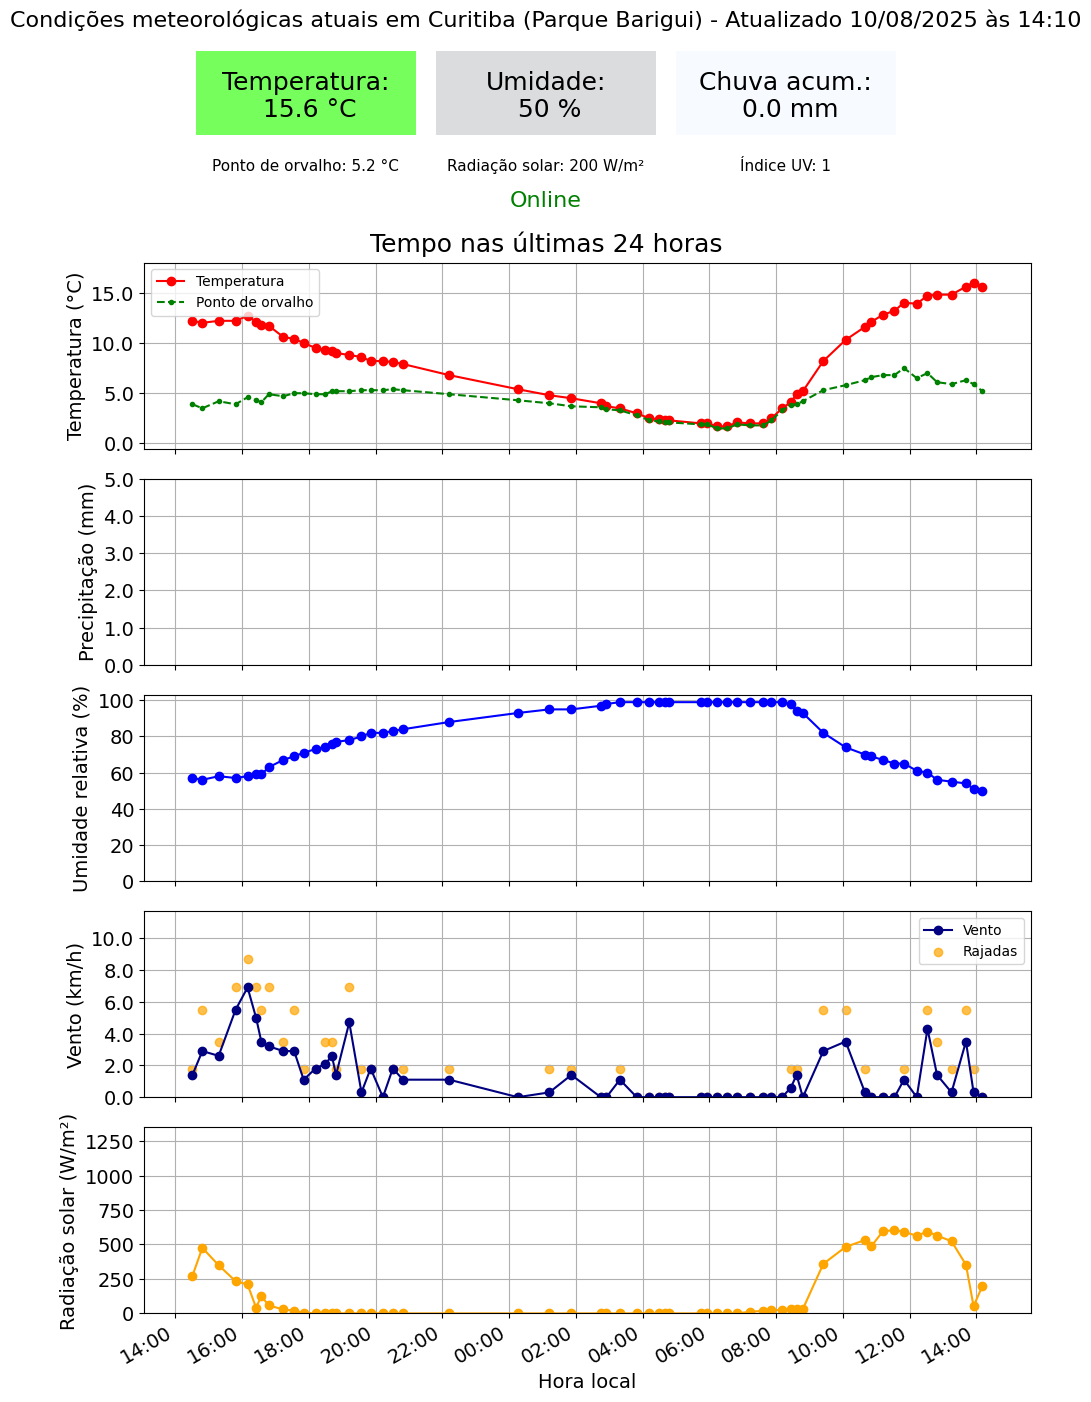 Condições meteorológicas atuais em Curitiba (Parque Barigui) - Atualizado 10/08/2025 às 14:10
Temperatura:
15.6 °C
Umidade:
50 %
Chuva acum.:
0.0 mm
Ponto de orvalho: 5.2 °C
Radiação solar: 200 W/m²
Índice UV: 1
Online
Tempo nas últimas 24 horas
Temperatura (°C)
15.0
10.0
5.0
0.0
Temperatura
Ponto de orvalho
Precipitação (mm)
5.0
4.0
3.0
2.0
1.0
0.0
Umidade relativa (%)
100
80
60
40
20
0
Vento (km/h)
10.0
8.0
6.0
4.0
2.0
0.0
Vento
Rajadas
Radiação solar (W/m²)
1250
1000
750
500
250
0
14:00
16:00
18:00
20:00
22:00
00:00
02:00
04:00
06:00
08:00
10:00
12:00
14:00
Hora local